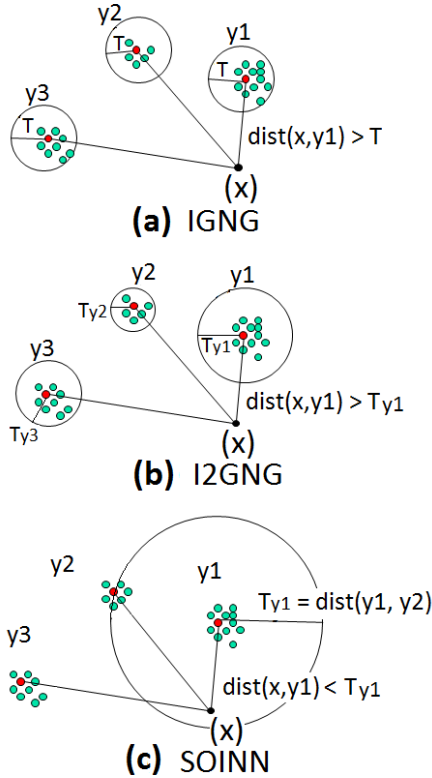 y2
y1
T
T
y3
T
dist(x,y1) > T
(x)
(a) IGNG
y2
y1
Ty2
Ty1
y3
dist(x,y1) > Ty1
Ty3
(x)
(b) I2GNG
y2
y1
Ty1 = dist(y1, y2)
y3
dist(x,y1) < Ty1
(x)
(c) SOINN